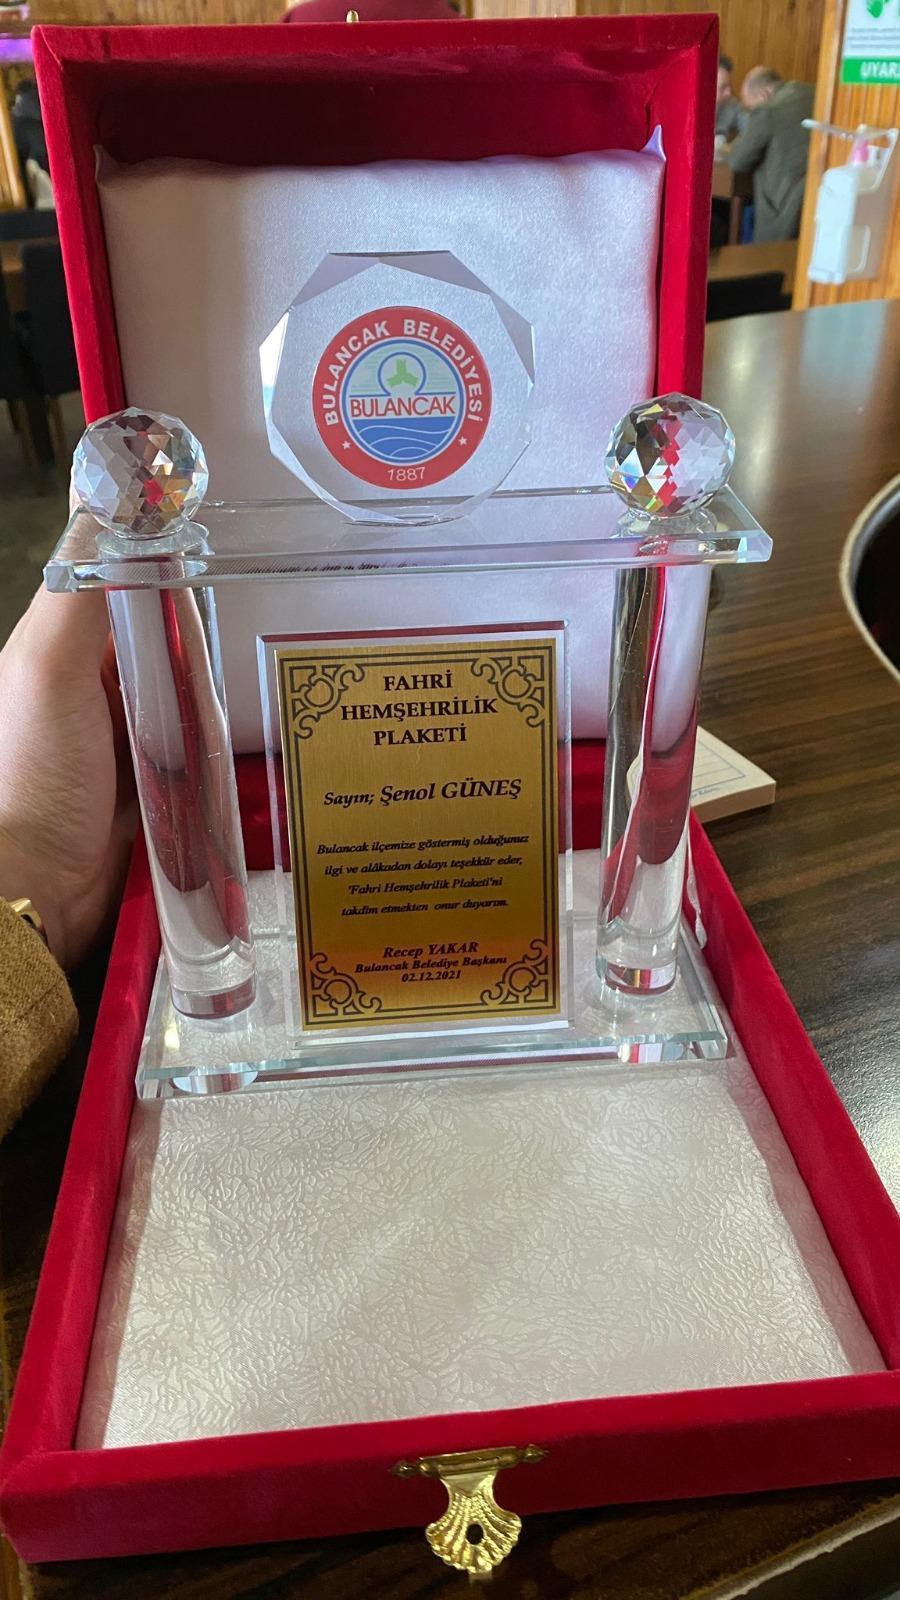 UYARI
BULANCAK BELEDİYESİ
BULANCAK
1887
FAHRİ
HEMŞEHRİLİK
PLAKETİ
Sayın; Şenol GÜNEŞ
Bulancak ilçemize göstermiş olduğunuz
ilgi ve alâkadan dolayı teşekkür eder,
'Fahri Hemşehrilik Plaketi'ni
takdim etmekten onur duyarım.
Recep YAKAR
Bulancak Belediye Başkanı
02.12.2021